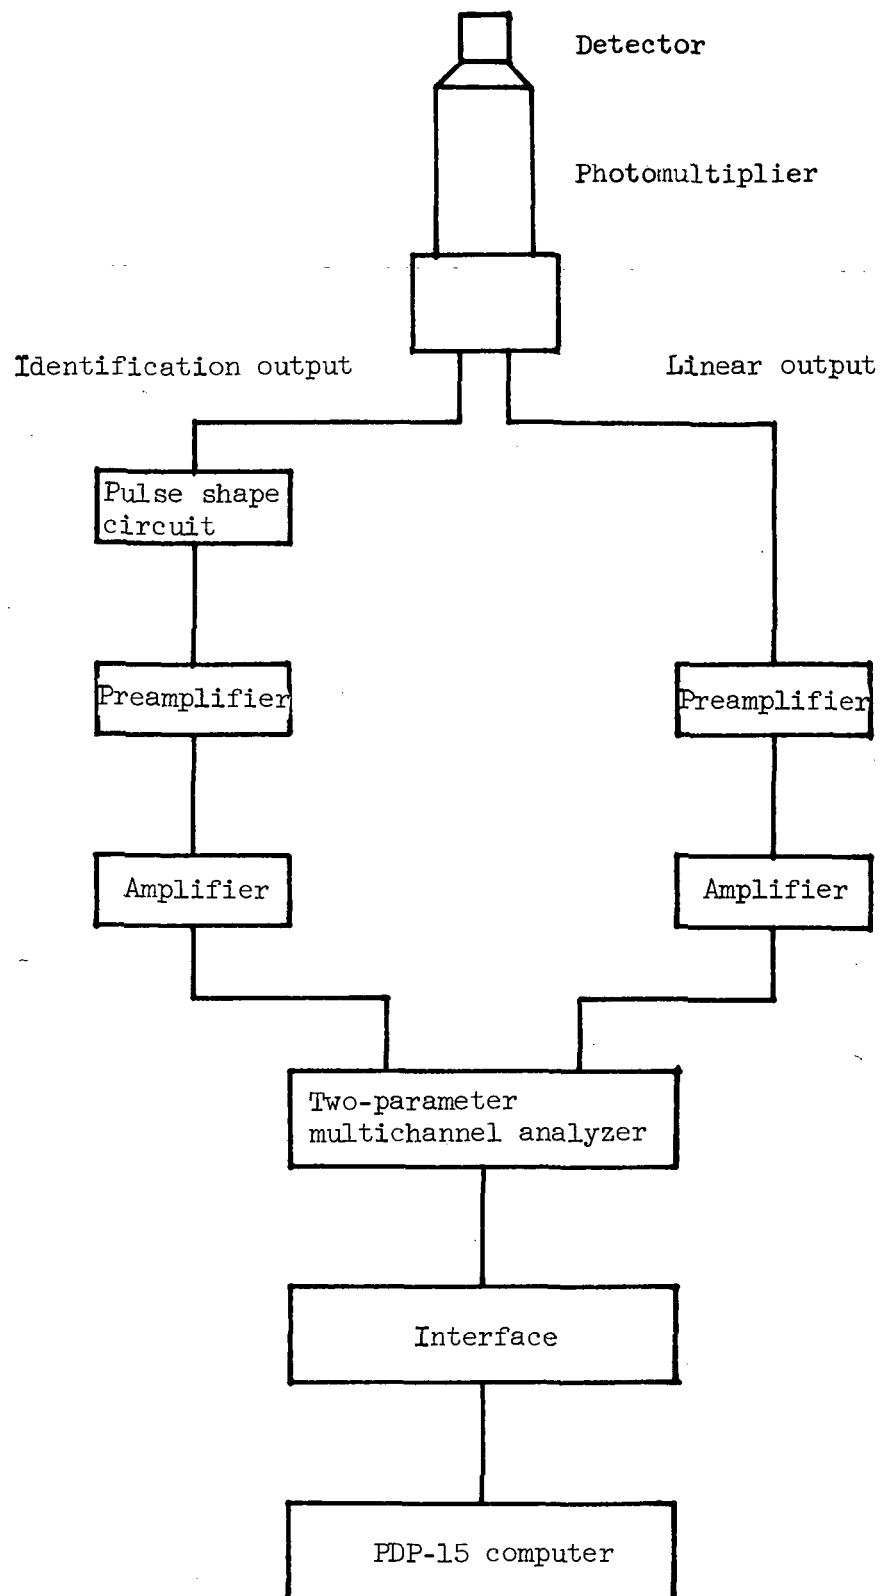 Detector
Photomultiplier
Identification output
Linear output
Pulse shape
circuit
Preamplifier
Preamplifier
Amplifier
Amplifier
Two-parameter
multichannel analyzer
Interface
PDP-15 computer